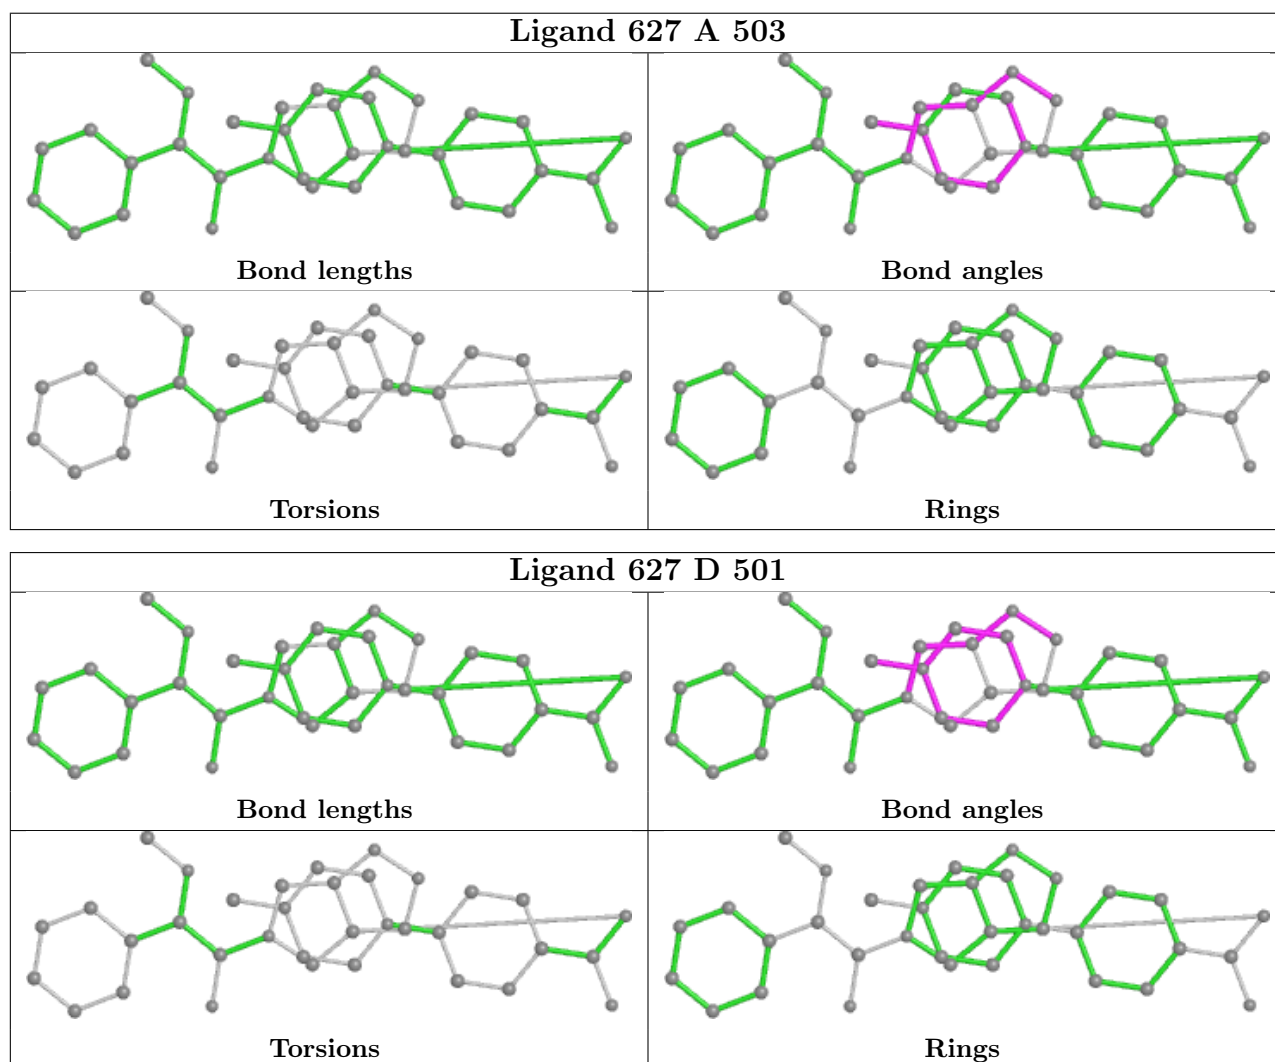 Ligand 627 A 503
Bond lengths
Bond angles
Torsions
Rings
Ligand 627 D 501
Bond lengths
Bond angles
Torsions
Rings